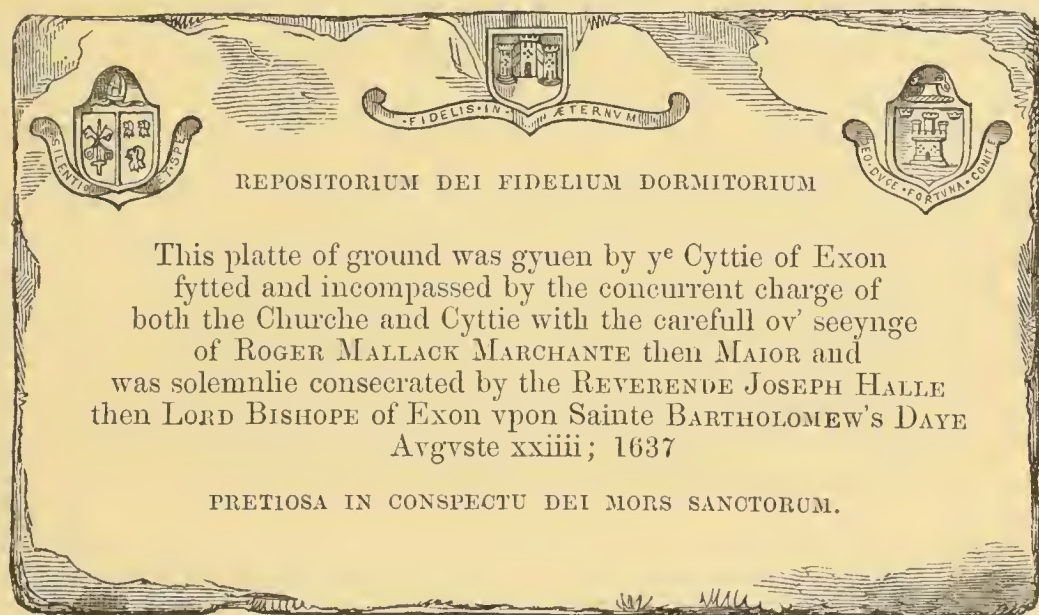 ·FIDELIS·IN· ÆTERNVM
SILENTIO ET·SPE
DEO·DVCE·FORTVNA·COMITE
REPOSITORIUM DEI FIDELIUM DORMITORIUM
This platte of ground was gyuen by yᵉ Cyttie of Exon
fytted and incompassed by the concurrent charge of
both the Churche and Cyttie with the carefull ov' seeynge
of ROGER MALLACK MARCHANTE then MAIOR and
was solemnlie consecrated by the REVERENDE JOSEPH HALLE
then LORD BISHOPE of Exon vpon Sainte BARTHOLOMEW'S DAYE
Avgvste xxiiii; 1637
PRETIOSA IN CONSPECTU DEI MORS SANCTORUM.